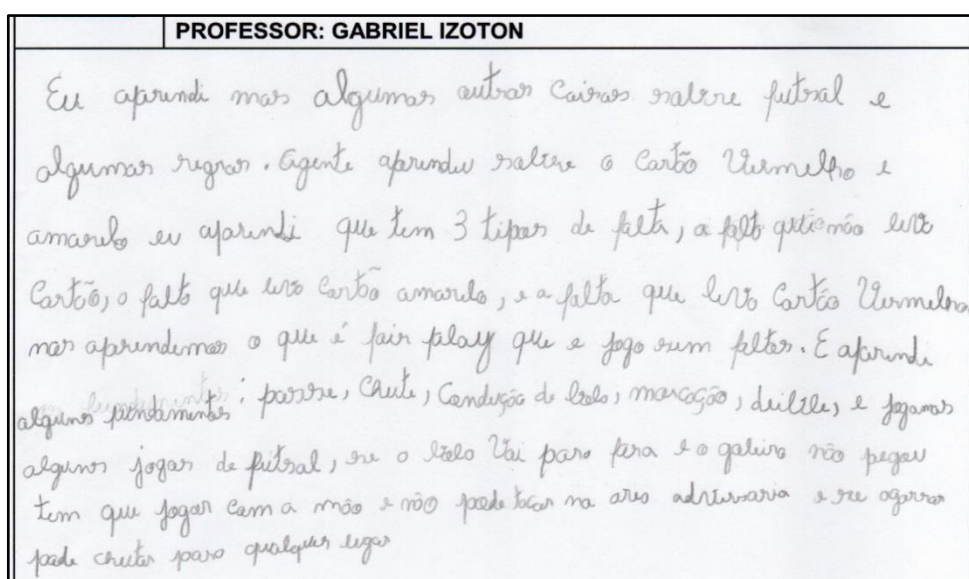 PROFESSOR: GABRIEL IZOTON
Eu aprendi mas algumas outras Coisas sobre futsal e
algumas regras. Agente aprendeu sobre o Cartão Vermelho e
amarelo eu aprendi que tem 3 tipos de falta, a falta que não leva
Cartão, a falta que leva Cartão amarelo, e a falta que leva Cartão Vermelho
nos aprendemos o que é fair play que e jogo sem faltas. E aprendi
alguns fundamentos: passe, Chute, Condução de bola, marcação, drible, e jogamos
alguns jogos de futsal, se a bola Vai para fora e o goleiro não pegou
tem que jogar com a mão e não pode tocar na area adversaria e se agarrar
pode chutar para qualquer lugar